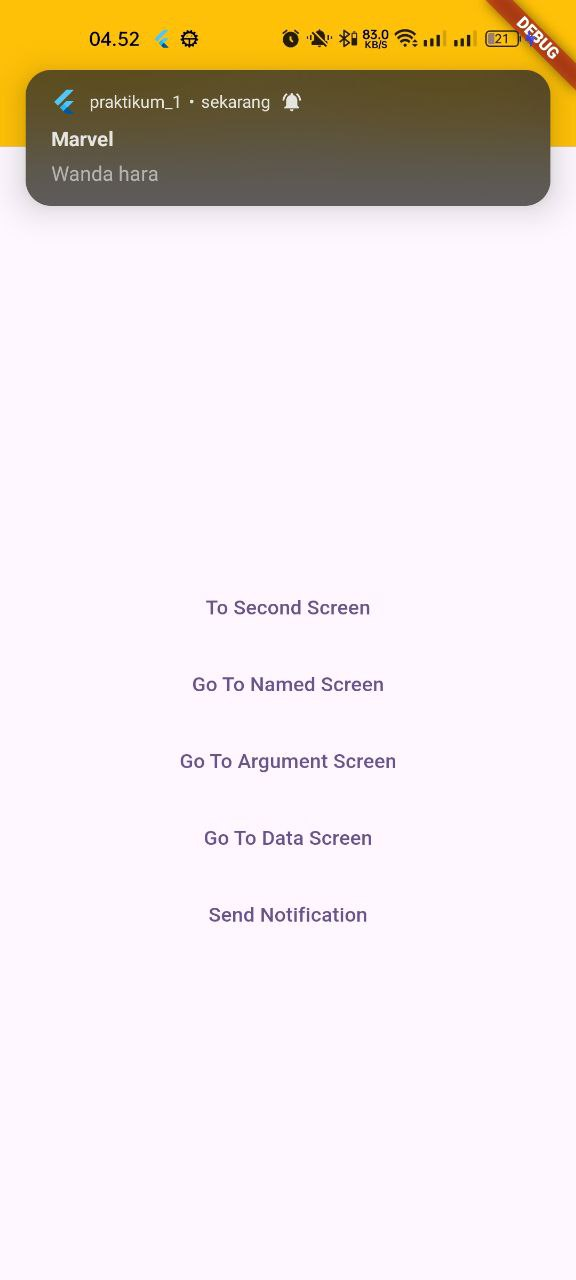 04.52 83.0 KB/S 21
DEBUG
praktikum_1 • sekarang
Marvel
Wanda hara
To Second Screen
Go To Named Screen
Go To Argument Screen
Go To Data Screen
Send Notification